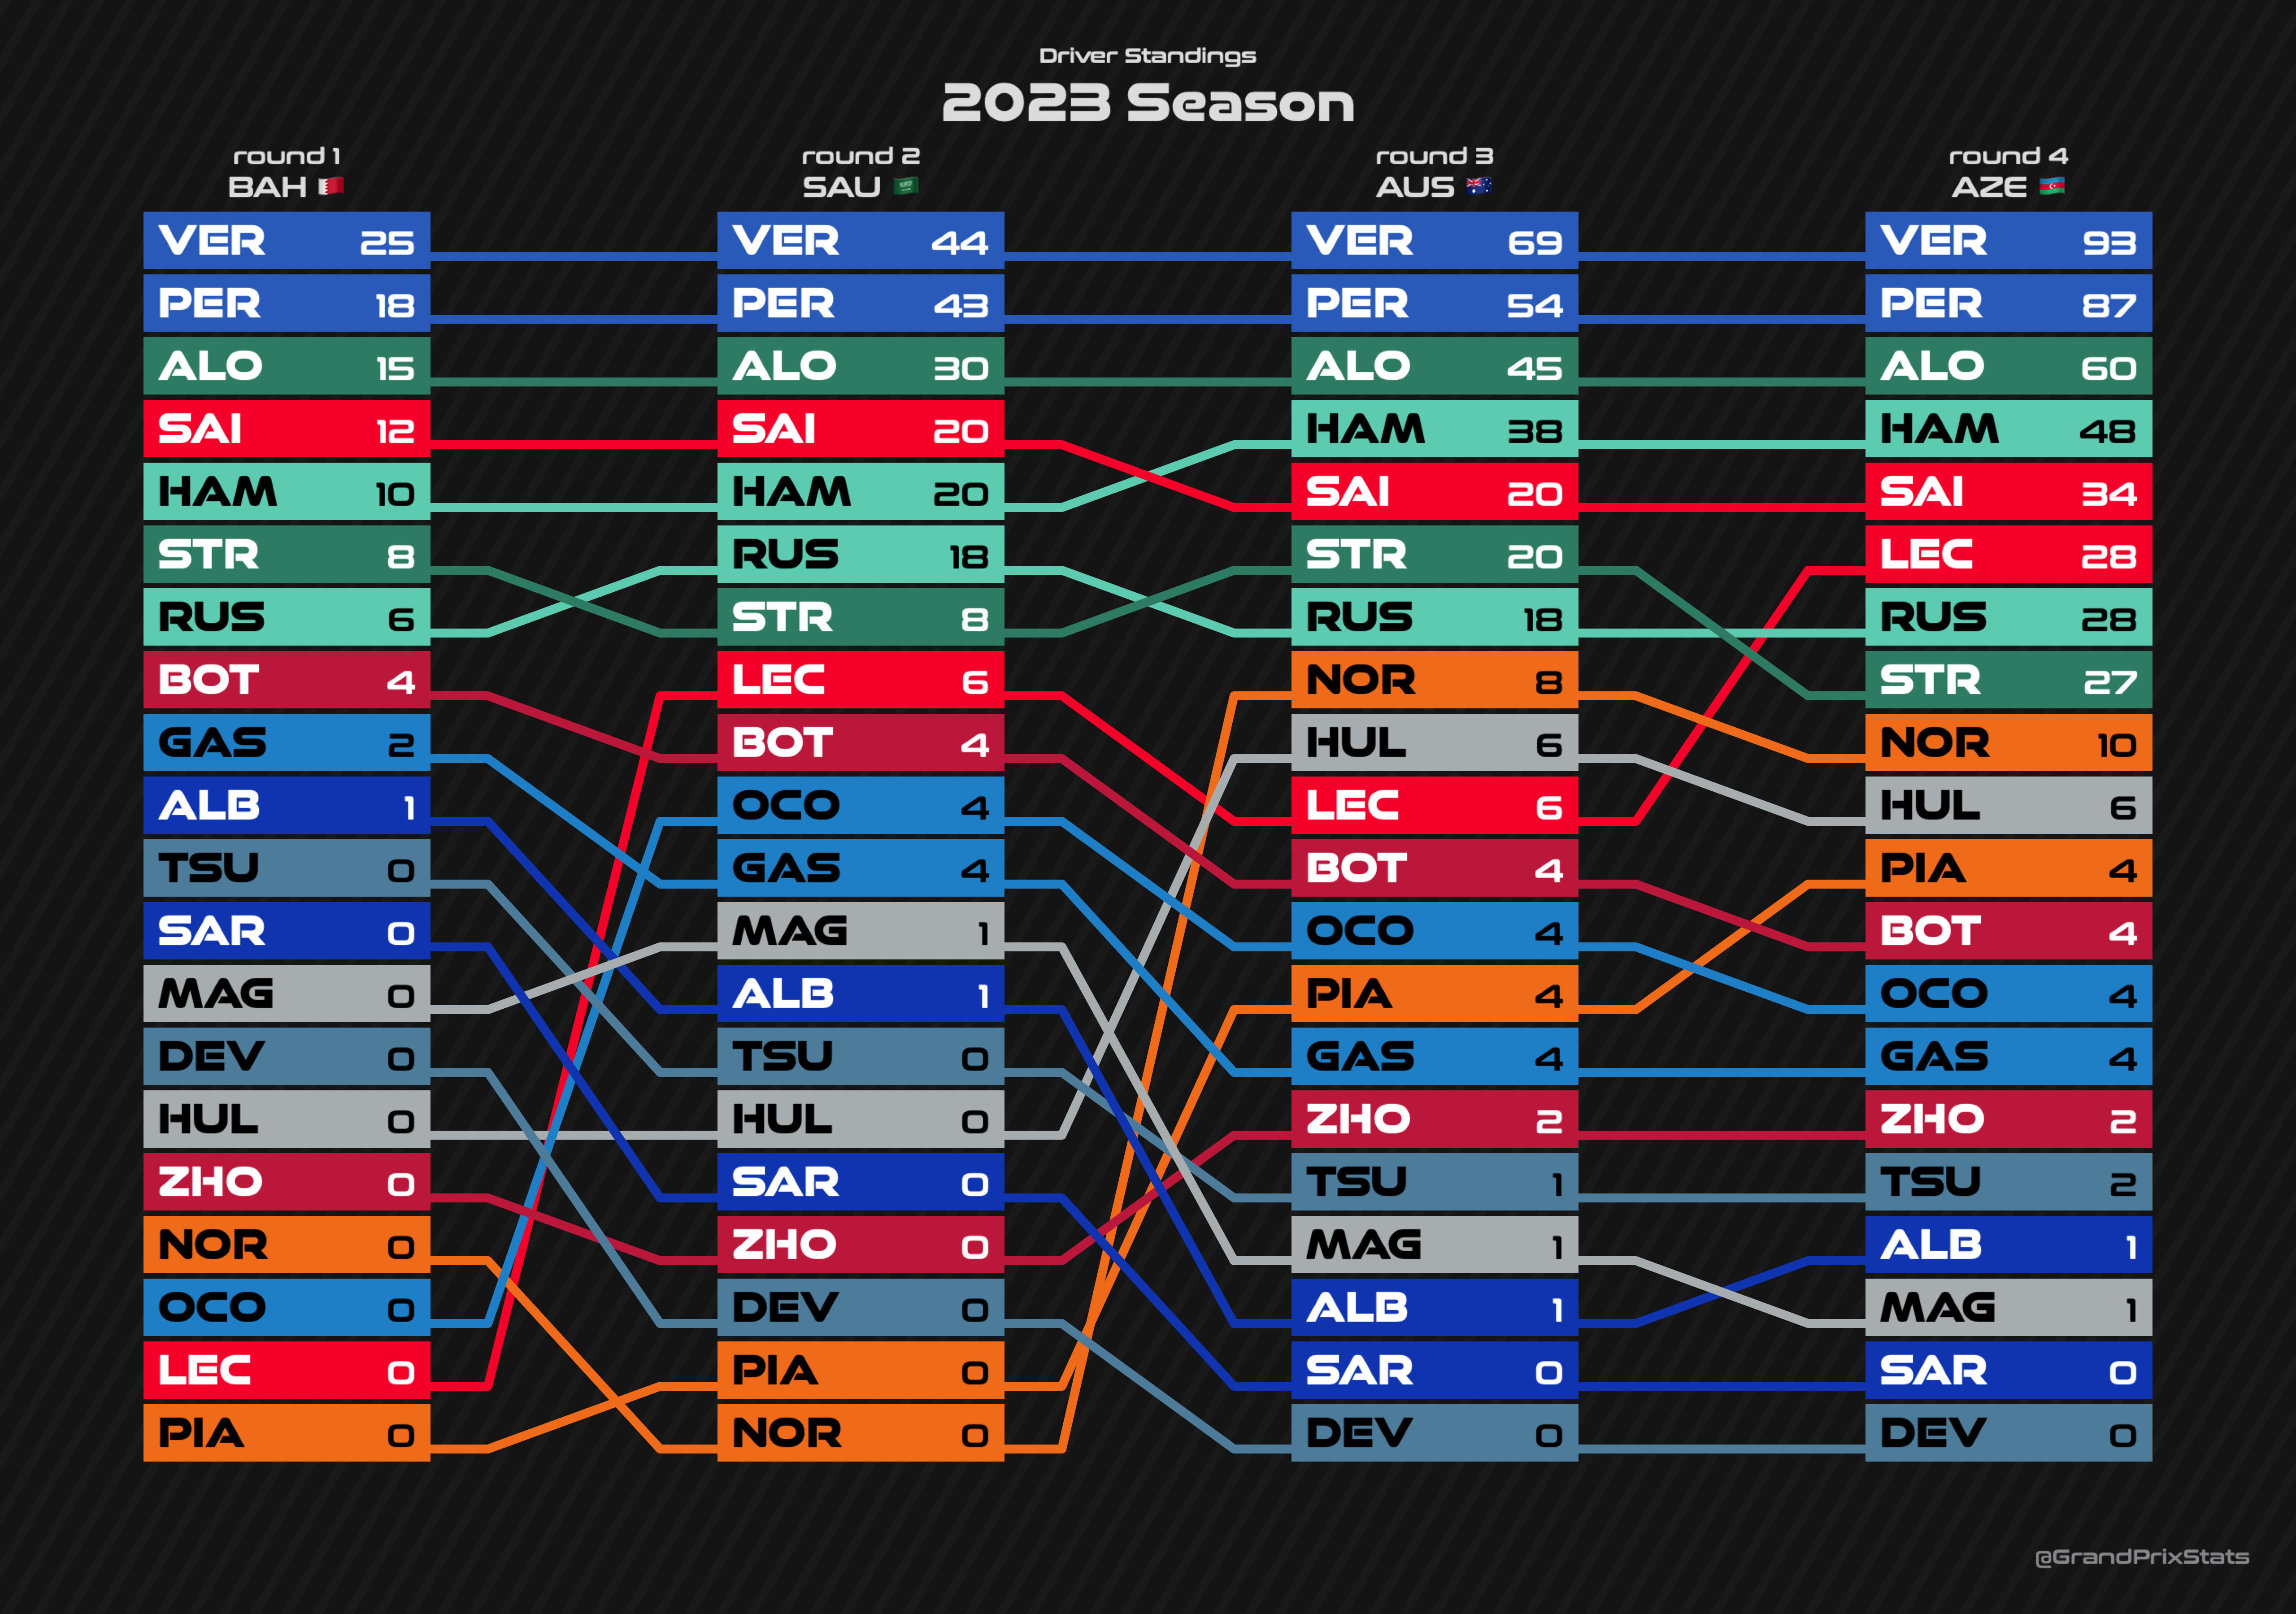 Driver Standings
2023 Season
round 1
BAH
VER 25
PER 18
ALO 15
SAI 12
HAM 10
STR 8
RUS 6
BOT 4
GAS 2
ALB 1
TSU 0
SAR 0
MAG 0
DEV 0
HUL 0
ZHO 0
NOR 0
OCO 0
LEC 0
PIA 0
round 2
SAU
VER 44
PER 43
ALO 30
SAI 20
HAM 20
RUS 18
STR 8
LEC 6
BOT 4
OCO 4
GAS 4
MAG 1
ALB 1
TSU 0
HUL 0
SAR 0
ZHO 0
DEV 0
PIA 0
NOR 0
round 3
AUS
VER 69
PER 54
ALO 45
HAM 38
SAI 20
STR 20
RUS 18
NOR 8
HUL 6
LEC 6
BOT 4
OCO 4
PIA 4
GAS 4
ZHO 2
TSU 1
MAG 1
ALB 1
SAR 0
DEV 0
round 4
AZE
VER 93
PER 87
ALO 60
HAM 48
SAI 34
LEC 28
RUS 28
STR 27
NOR 10
HUL 6
PIA 4
BOT 4
OCO 4
GAS 4
ZHO 2
TSU 2
ALB 1
MAG 1
SAR 0
DEV 0
@GrandPrixStats